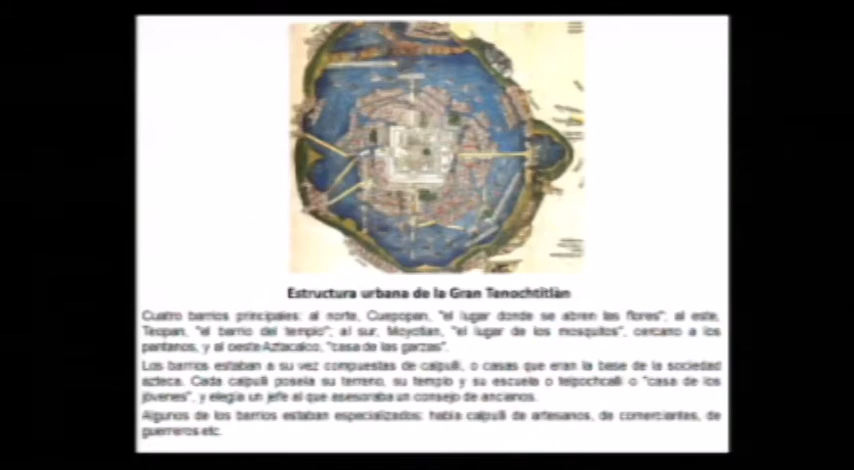 Estructura urbana de la Gran Tenochtitlàn
Cuatro barrios principales: al norte, Cuepopan, "el lugar donde se abren las flores"; al este,
Teopan, "el barrio del templo"; al sur, Moyotlan, "el lugar de los mosquitos", cercano a los
pantanos, y al oeste Aztacalco, "casa de las garzas".
Los barrios estaban a su vez compuestas de calpulli, o casas que eran la base de la sociedad
azteca. Cada calpulli poseía su terreno, su templo y su escuela o telpochcalli o "casa de los
jóvenes", y elegía un jefe al que asesoraba un consejo de ancianos.
Algunos de los barrios estaban especializados: había calpulli de artesanos, de comerciantes, de
guerreros etc.